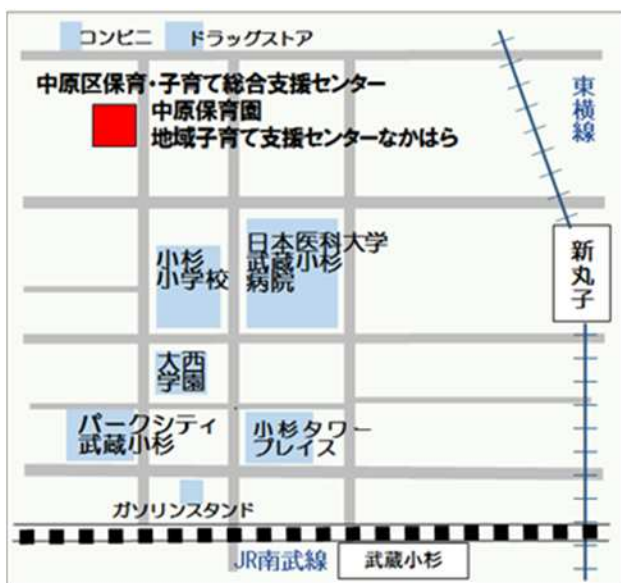 コンビニ
ドラッグストア
中原区保育・子育て総合支援センター
中原保育園
地域子育て支援センターなかはら
東横線
小杉
小学校
日本医科大学
武蔵小杉
病院
新丸子
大西
学園
パークシティ
武蔵小杉
小杉タワー
プレイス
ガソリンスタンド
JR南武線
武蔵小杉